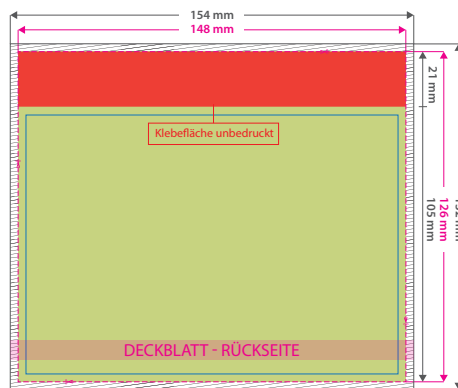 154 mm
148 mm
21 mm
Klebefläche unbedruckt
105 mm
126 mm
DECKBLATT - RÜCKSEITE